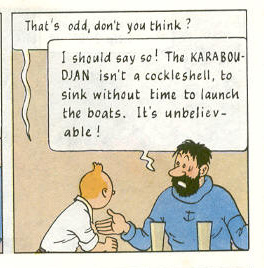 That's odd, don't you think?
I should say so! The KARABOU-
DJAN isn't a cockleshell, to
sink without time to launch
the boats. It's unbeliev-
able!